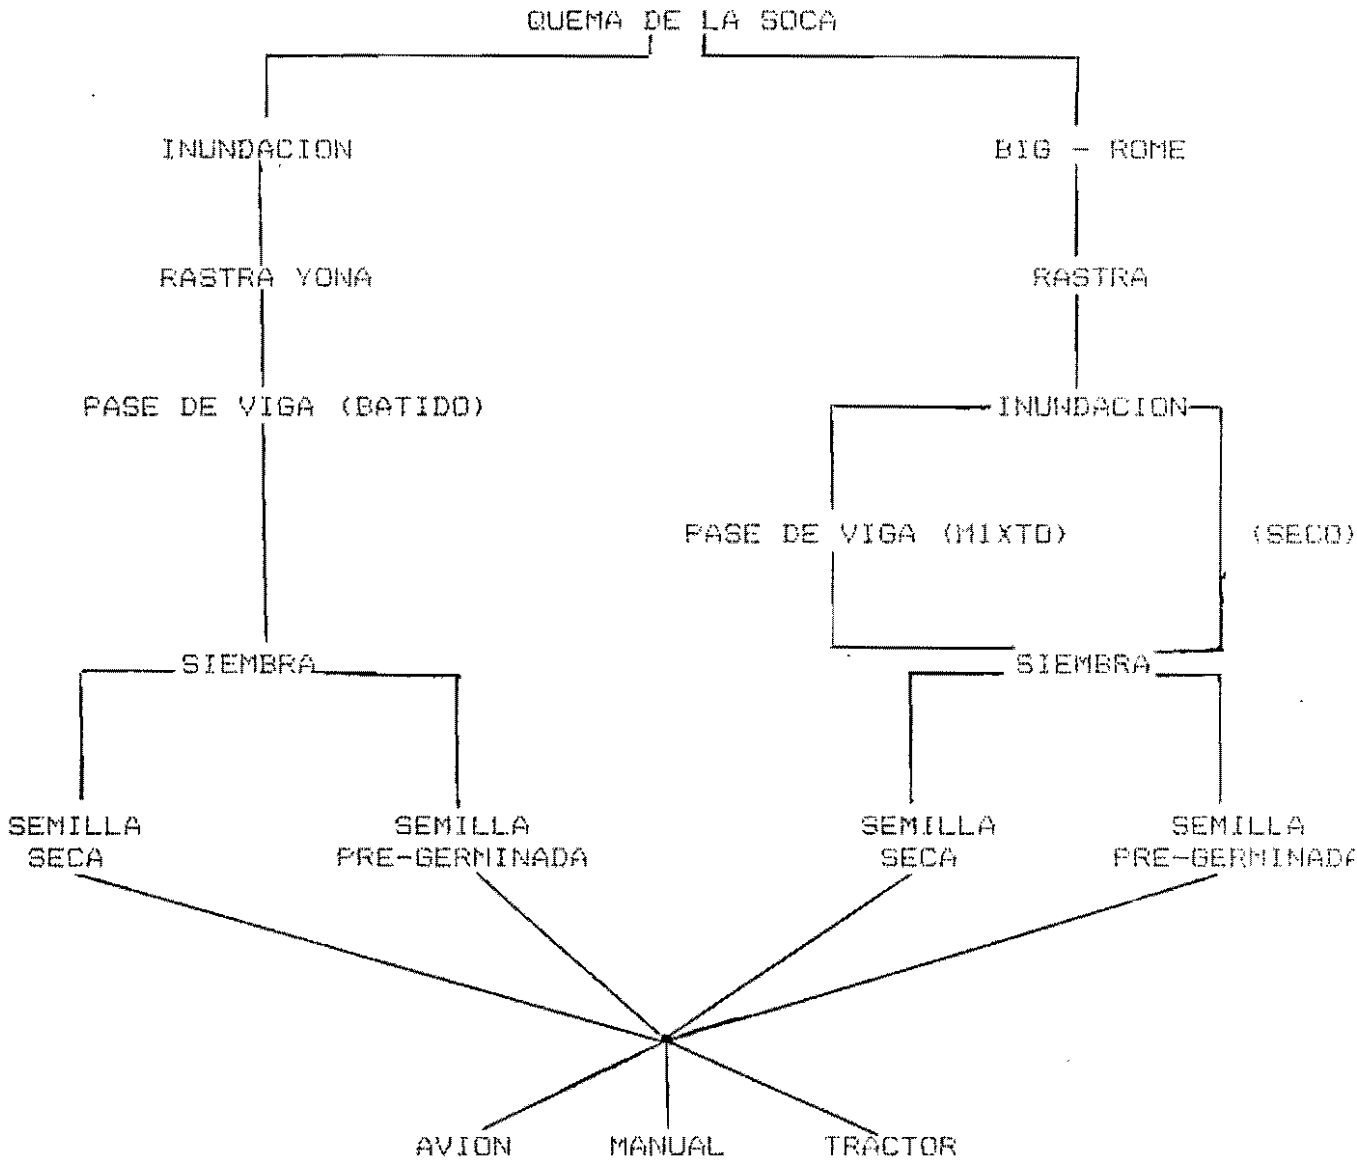 QUEMA DE LA SOCA
INUNDACION
BIG - ROME
RASTRA YONA
RASTRA
PASE DE VIGA (BATIDO)
INUNDACION
PASE DE VIGA (MIXTO)
(SECO)
SIEMBRA
SIEMBRA
SEMILLA
SECA
SEMILLA
PRE-GERMINADA
SEMILLA
SECA
SEMILLA
PRE-GERMINADA
AVION
MANUAL
TRACTOR